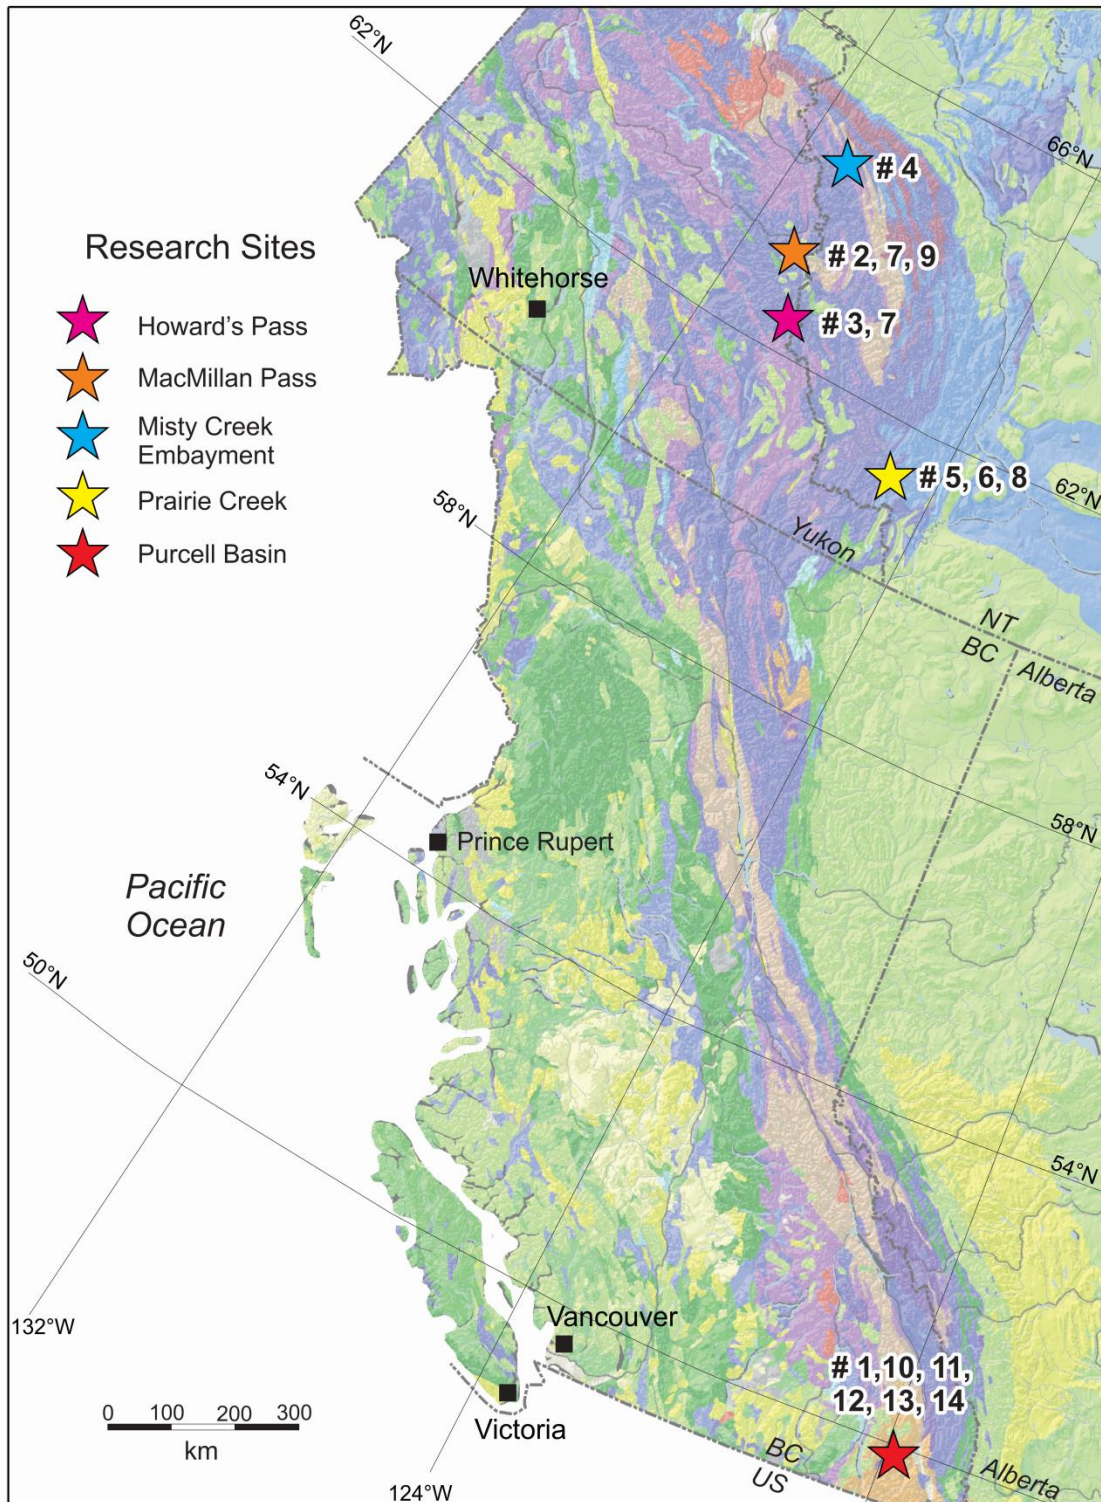 62°N
66°N
# 4
Research Sites
Howard's Pass
MacMillan Pass
Misty Creek
Embayment
Prairie Creek
Purcell Basin
Whitehorse
# 2, 7, 9
# 3, 7
# 5, 6, 8
62°N
58°N
Yukon
NT
BC
Alberta
54°N
58°N
Prince Rupert
Pacific
Ocean
50°N
54°N
132°W
Vancouver
# 1,10, 11,
12, 13, 14
0 100 200 300
km
Victoria
BC
US
Alberta
124°W